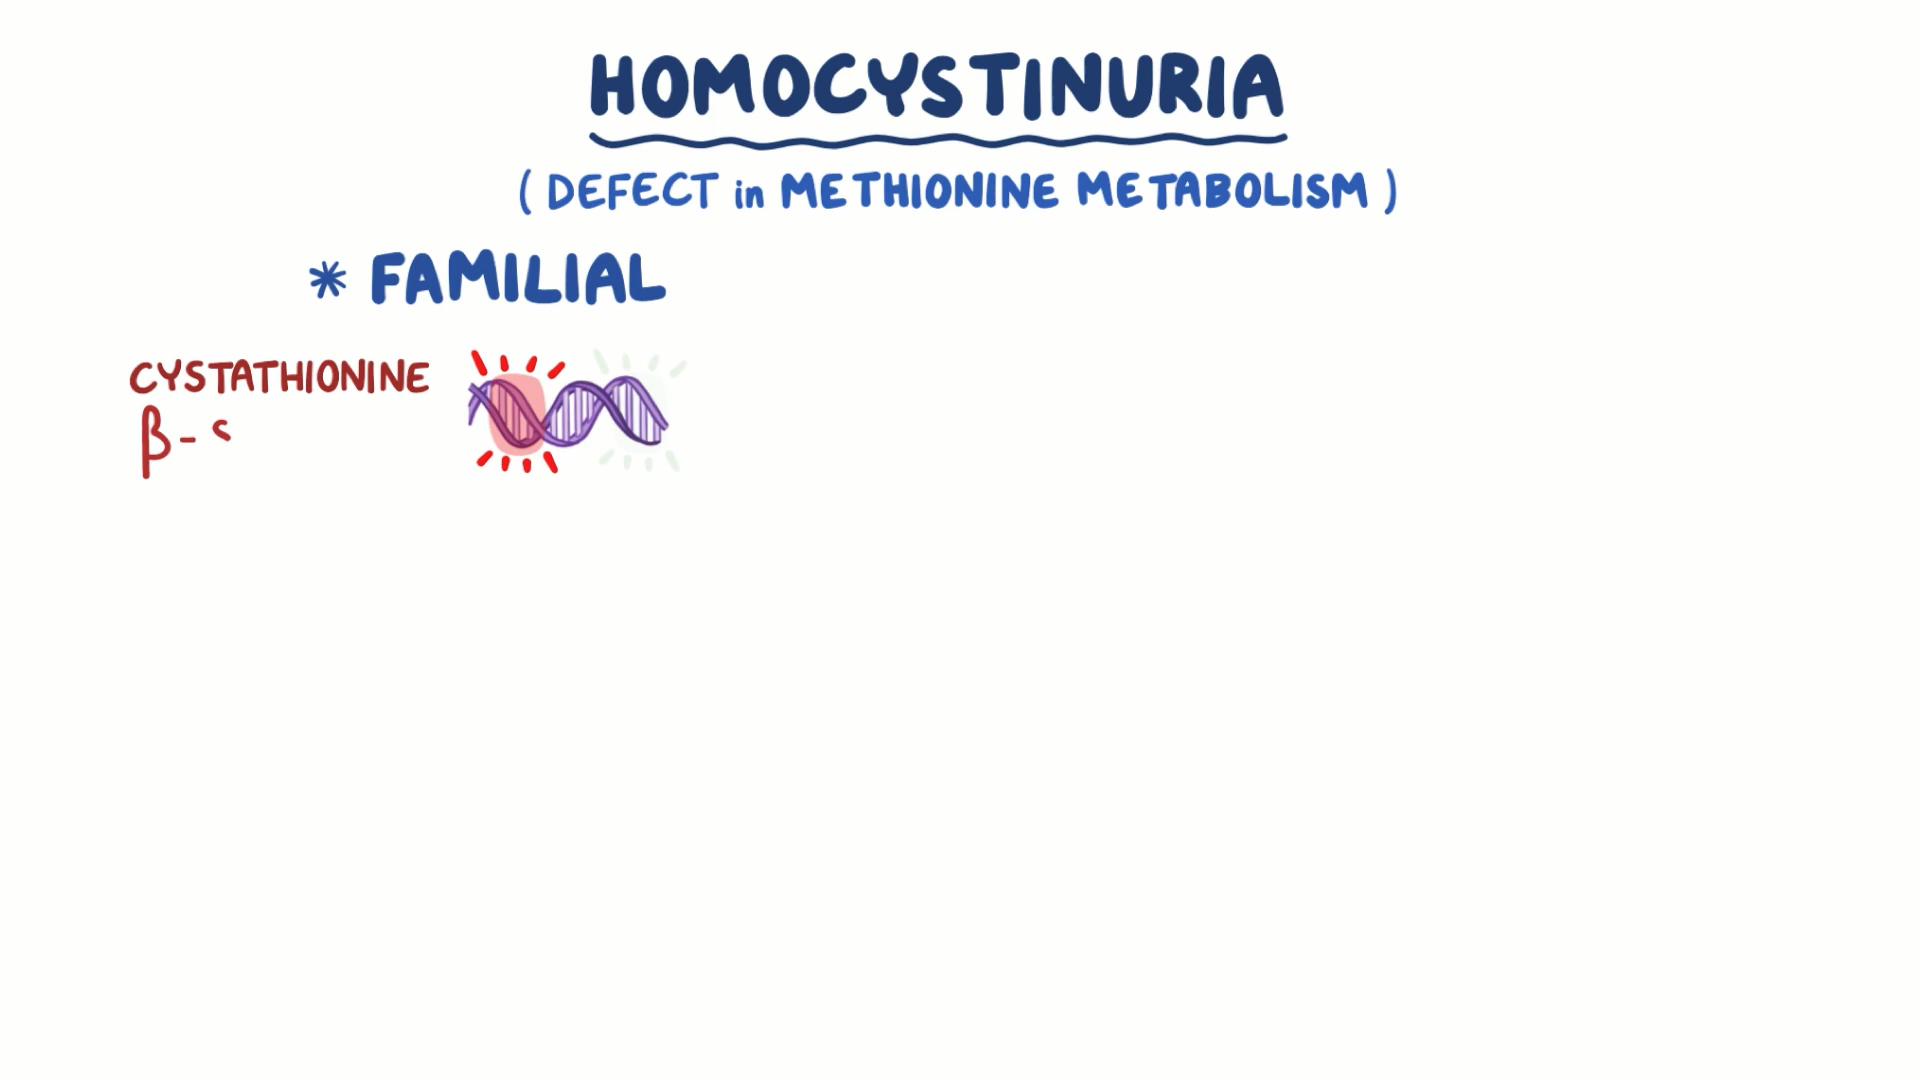 HOMOCYSTINURIA
( DEFECT in METHIONINE METABOLISM )
* FAMILIAL
CYSTATHIONINE
β-